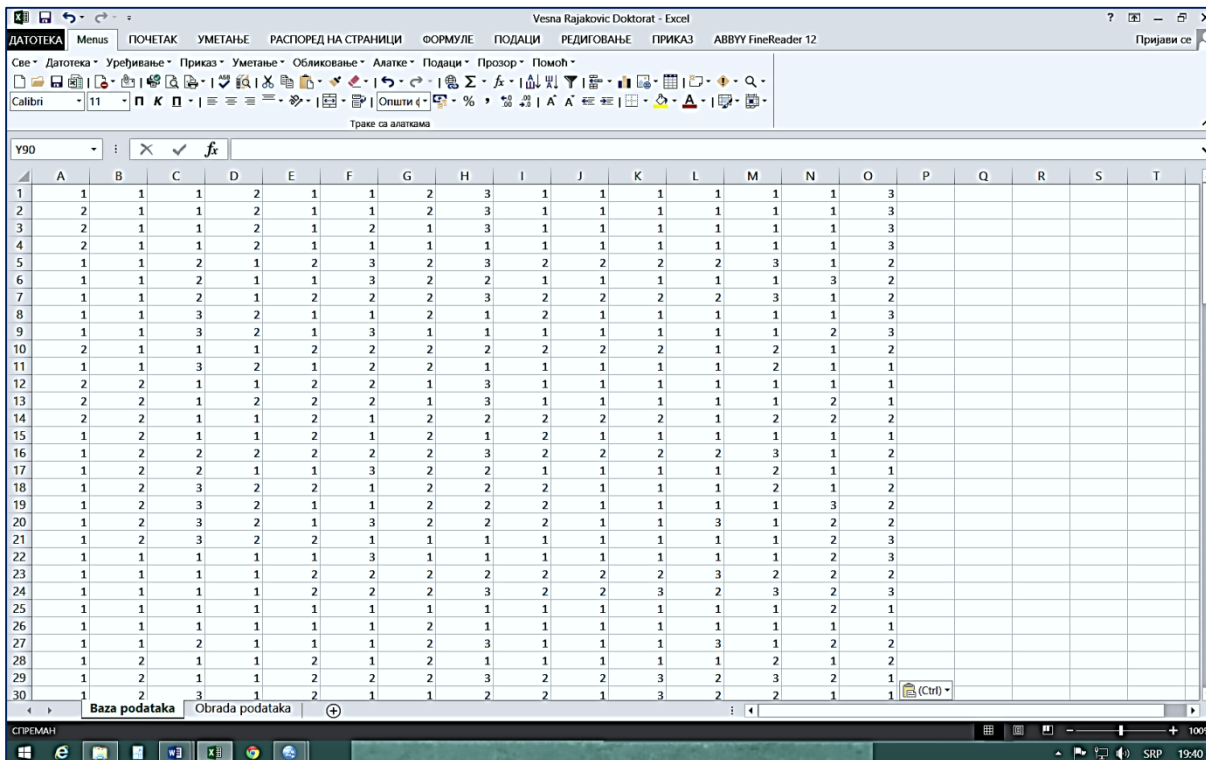 Vesna Rajakovic Doktorat - Excel
ДАТОТЕКА Menus ПОЧЕТАК УМЕТАЊЕ РАСПОРЕД НА СТРАНИЦИ ФОРМУЛЕ ПОДАЦИ РЕДИГОВАЊЕ ПРИКАЗ ABBYY FineReader 12 Пријави се
Све Датотека Уређивање Приказ Уметање Обликовање Алатке Подаци Прозор Помоћ
Calibri 11 П К П Општи
Траке са алаткама
Y90 fx
A B C D E F G H I J K L M N O P Q R S T
1 1 1 1 2 1 1 2 3 1 1 1 1 1 1 3
2 2 1 1 2 1 1 2 3 1 1 1 1 1 1 3
3 2 1 1 2 1 2 1 3 1 1 1 1 1 1 3
4 2 1 1 2 1 1 1 1 1 1 1 1 1 1 3
5 1 1 2 1 2 3 2 3 2 2 2 2 3 1 2
6 1 1 2 1 1 3 2 2 1 1 1 1 1 3 2
7 1 1 2 1 2 2 2 3 2 2 2 2 3 1 2
8 1 1 3 2 1 1 2 1 2 1 1 1 1 1 3
9 1 1 3 2 1 3 1 1 1 1 1 1 1 2 3
10 2 1 1 1 2 2 2 2 2 2 2 1 2 1 2
11 1 1 3 2 1 2 2 1 1 1 1 1 2 1 1
12 2 2 1 1 2 2 1 3 1 1 1 1 1 1 1
13 2 2 1 2 2 2 1 3 1 1 1 1 1 2 1
14 2 2 1 1 2 1 2 2 2 2 2 1 2 2 2
15 1 2 1 1 2 1 2 1 2 1 1 1 1 1 1
16 1 2 2 2 2 2 2 3 2 2 2 2 3 1 2
17 1 2 2 1 1 3 2 2 1 1 1 1 2 1 1
18 1 2 3 2 2 1 2 2 2 1 1 1 2 1 2
19 1 2 3 2 1 1 2 2 2 1 1 1 1 3 2
20 1 2 3 2 1 3 2 2 2 1 1 3 1 2 2
21 1 2 3 2 2 1 1 1 1 1 1 1 1 2 3
22 1 1 1 1 1 3 1 1 1 1 1 1 1 2 3
23 1 1 1 1 2 2 2 2 2 2 2 3 2 2 2
24 1 1 1 1 2 2 2 3 2 2 3 2 3 2 3
25 1 1 1 1 1 1 1 1 1 1 1 1 1 2 1
26 1 1 1 1 1 1 2 1 1 1 1 1 1 1 1
27 1 1 2 1 1 1 2 3 1 1 1 3 1 2 2
28 1 2 1 1 2 1 2 1 1 1 1 1 2 1 2
29 1 2 1 1 2 2 2 3 2 2 3 2 3 2 1
30 1 2 3 1 2 1 1 2 2 1 3 2 2 1 1
(Ctrl)
Baza podataka Obrada podataka
СПРЕМАН 100%
SRP 19:40